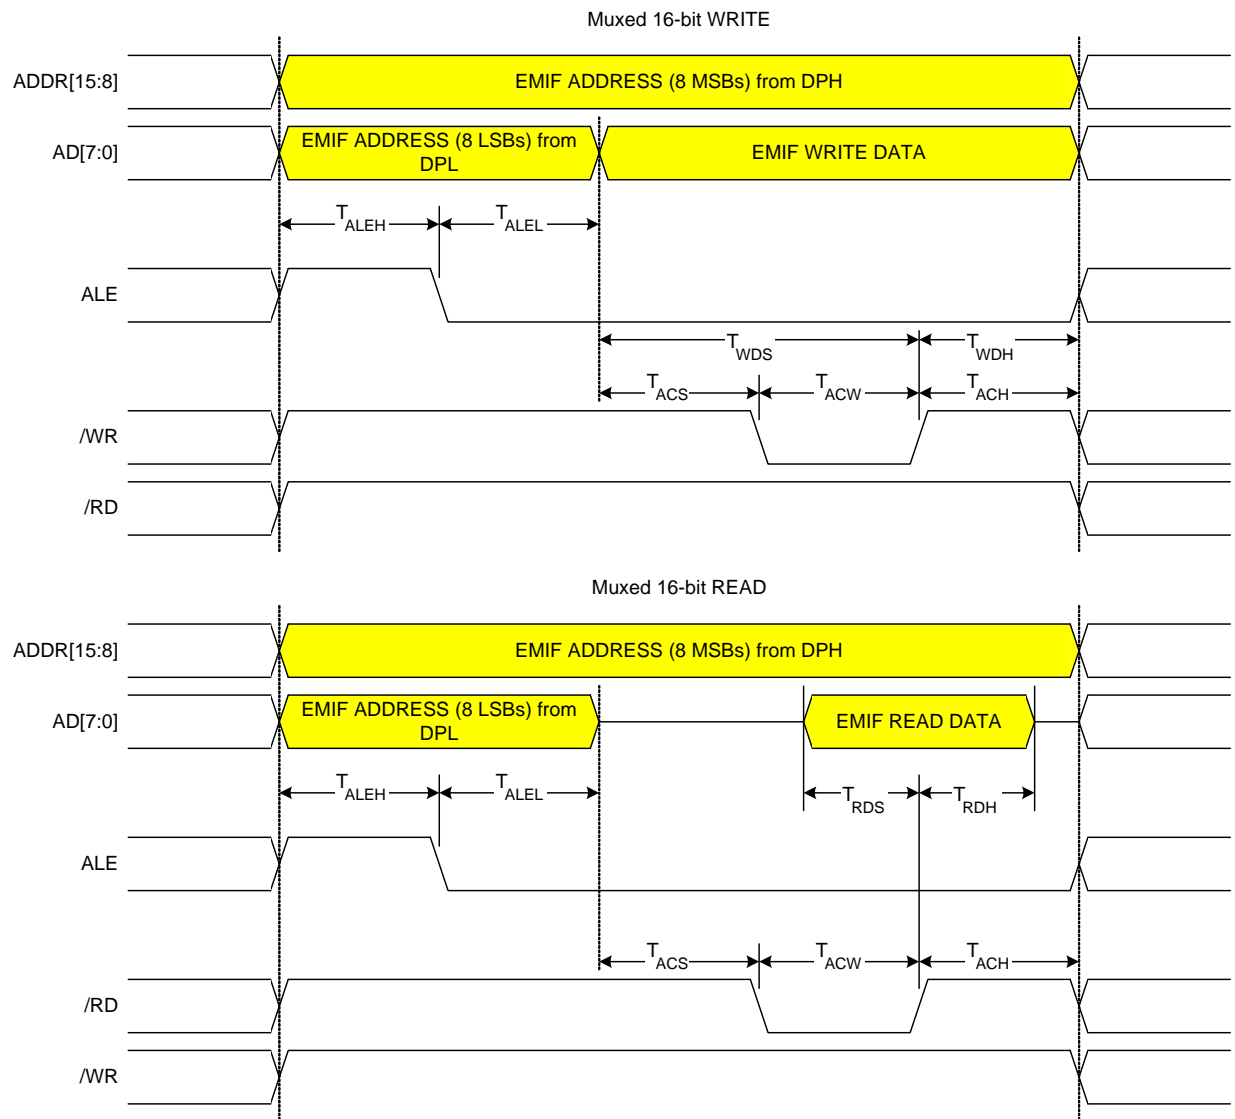 Muxed 16-bit WRITE
ADDR[15:8]
EMIF ADDRESS (8 MSBs) from DPH
AD[7:0]
EMIF ADDRESS (8 LSBs) from
DPL
EMIF WRITE DATA
TALEH
TALEL
ALE
TWDS
TWDH
TACS
TACW
TACH
/WR
/RD
Muxed 16-bit READ
ADDR[15:8]
EMIF ADDRESS (8 MSBs) from DPH
AD[7:0]
EMIF ADDRESS (8 LSBs) from
DPL
EMIF READ DATA
TALEH
TALEL
TRDS
TRDH
ALE
TACS
TACW
TACH
/RD
/WR